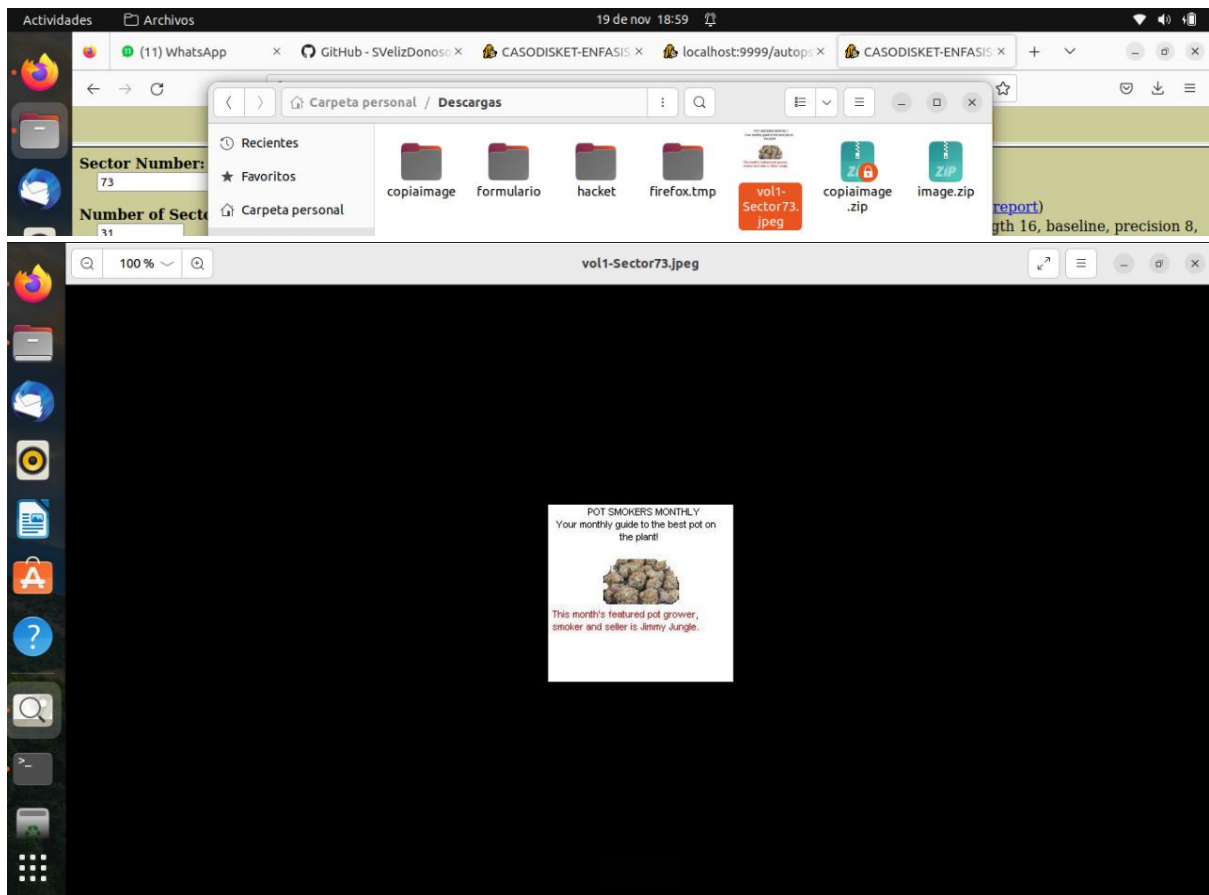 Actividades Archivos 19 de nov 18:59
(11) WhatsApp GitHub - SVelizDonoso CASODISKET-ENFASIS localhost:9999/autops CASODISKET-ENFASIS
Carpeta personal / Descargas
Sector Number:
73
Number of Secto
31
Recientes
Favoritos
Carpeta personal
copiaimage formulario hacket firefox.tmp vol1-Sector73.jpeg copiaimage.zip image.zip
report)
gth 16, baseline, precision 8,
100 % vol1-Sector73.jpeg
POT SMOKERS MONTHLY
Your monthly guide to the best pot on
the plant!
This month's featured pot grower,
smoker and seller is Jimmy Jungle.